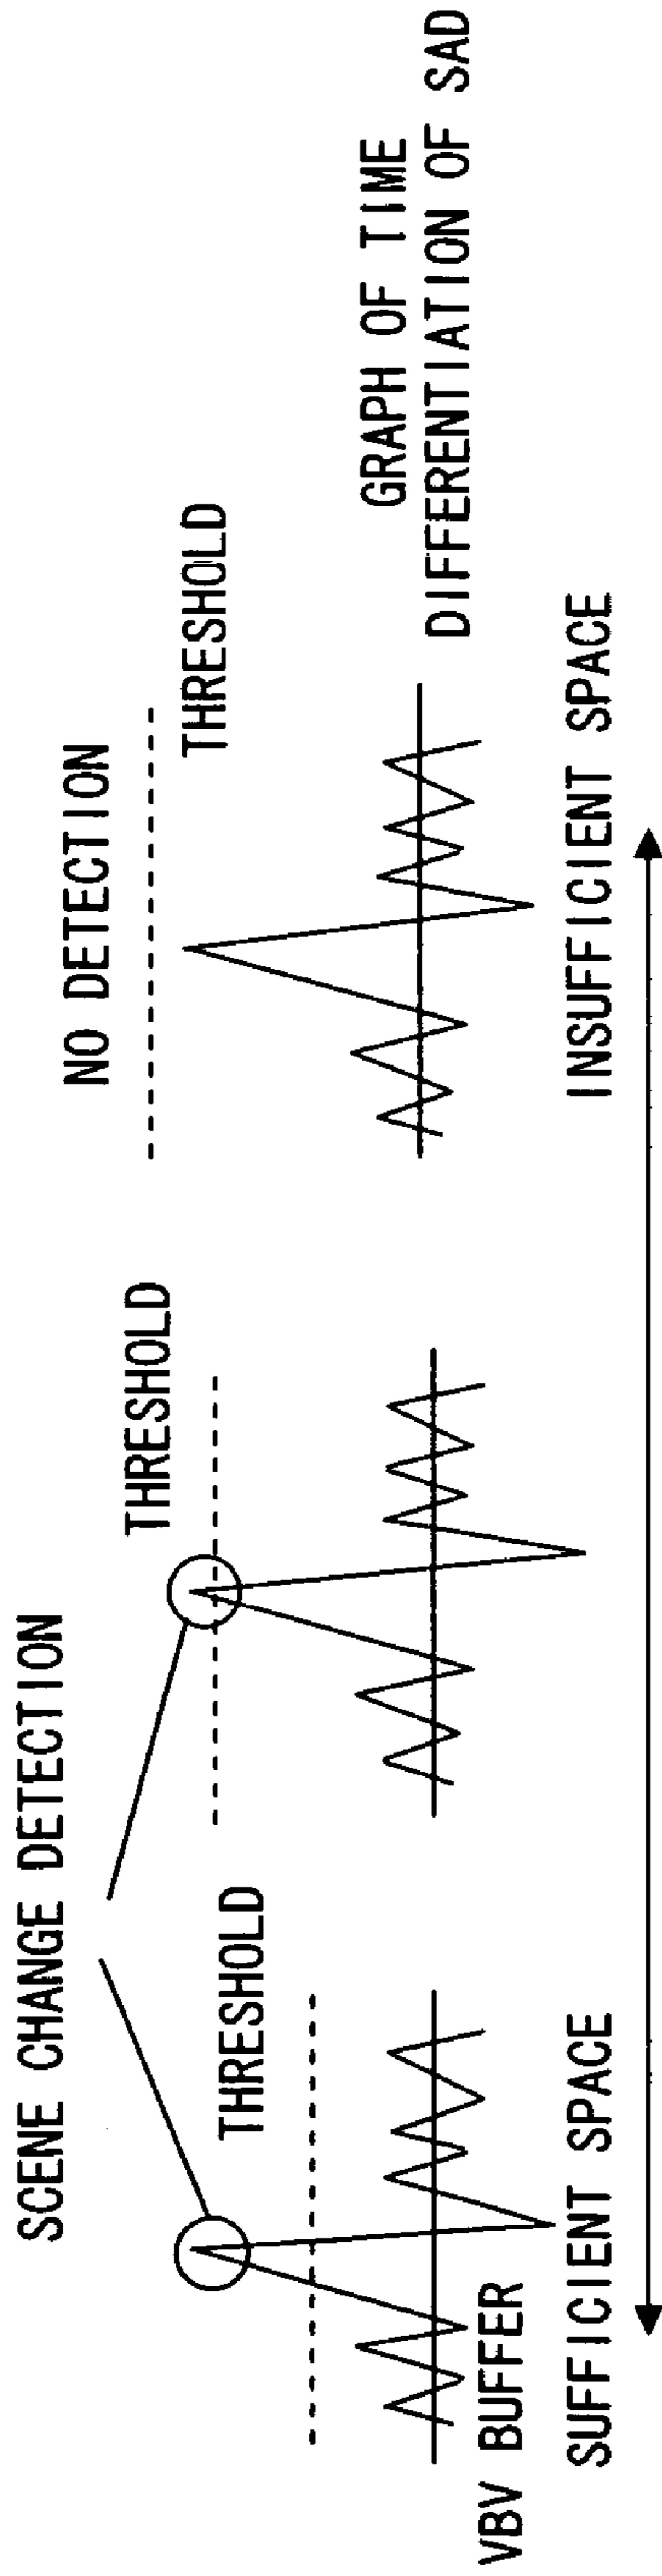 SCENE CHANGE DETECTION
NO DETECTION
THRESHOLD
THRESHOLD
THRESHOLD
GRAPH OF TIME
DIFFERENTIATION OF SAD
VBV BUFFER
SUFFICIENT SPACE
INSUFFICIENT SPACE